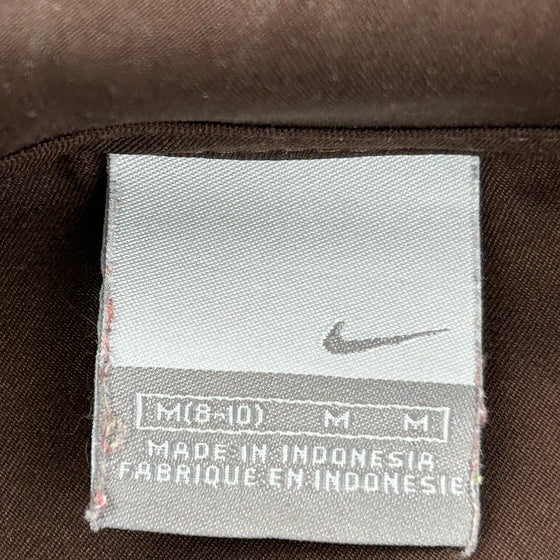 M(8-10) M M
MADE IN INDONESIA
FABRIQUE EN INDONESIE